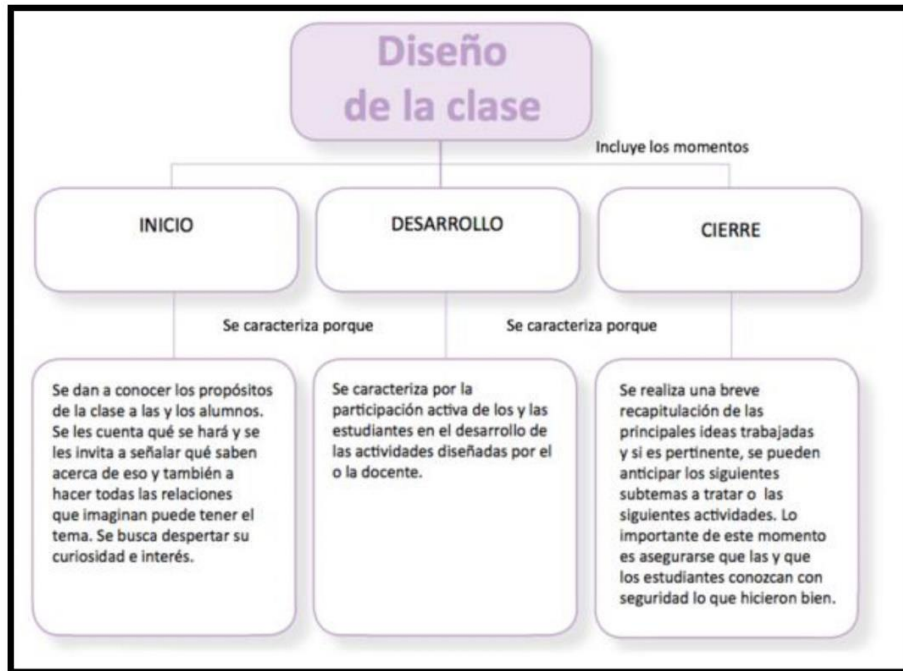 Diseño
de la clase
Incluye los momentos
INICIO
DESARROLLO
CIERRE
Se caracteriza porque
Se caracteriza porque
Se dan a conocer los propósitos
de la clase a las y los alumnos.
Se les cuenta qué se hará y se
les invita a señalar qué saben
acerca de eso y también a
hacer todas las relaciones
que imaginan puede tener el
tema. Se busca despertar su
curiosidad e interés.
Se caracteriza por la
participación activa de los y las
estudiantes en el desarrollo de
las actividades diseñadas por el
o la docente.
Se realiza una breve
recapitulación de las
principales ideas trabajadas
y si es pertinente, se pueden
anticipar los siguientes
subtemas a tratar o las
siguientes actividades. Lo
importante de este momento
es asegurarse que las y que
los estudiantes conozcan con
seguridad lo que hicieron bien.